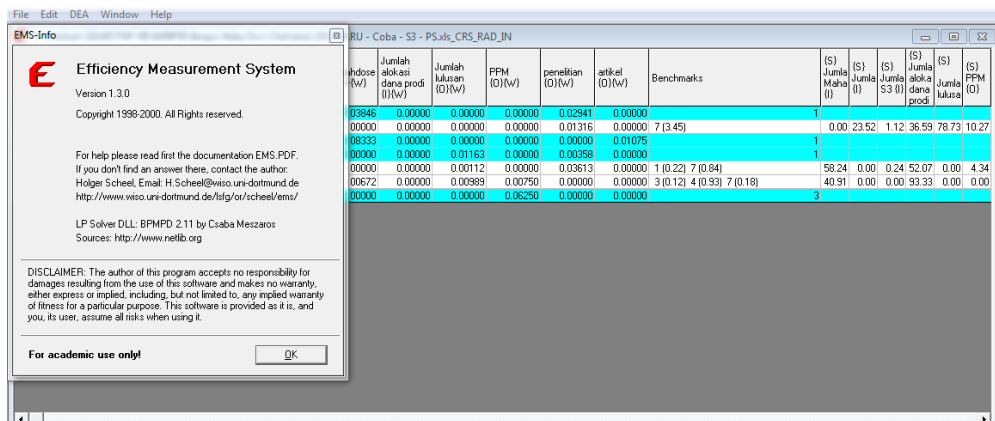 File Edit DEA Window Help
EMS-Info
RU - Coba - S3 - PS.xls_CRS_RAD_IN
Efficiency Measurement System
Version 1.3.0
Copyright 1998-2000. All Rights reserved.
For help please read first the documentation EMS.PDF.
If you don't find an answer there, contact the author:
Holger Scheel, Email: H.Scheel@wiso.uni-dortmund.de
http://www.wiso.uni-dortmund.de/lsfg/or/scheel/ems/
LP Solver DLL: BPMPD 2.11 by Csaba Meszaros
Sources: http://www.netlib.org
DISCLAIMER: The author of this program accepts no responsibility for
damages resulting from the use of this software and makes no warranty,
either express or implied, including, but not limited to, any implied warranty
of fitness for a particular purpose. This software is provided as it is, and
you, its user, assume all risks when using it.
For academic use only!
OK
hdose {W}
Jumlah alokasi dana prodi {I}{W}
Jumlah lulusan {O}{W}
PPM {O}{W}
penelitian {O}{W}
artikel {O}{W}
Benchmarks
{S} Jumla Maha {I}
{S} Jumla {I}
{S} Jumla S3 {I}
{S} Jumla aloka dana prodi
{S} Jumla lulusa
{S} PPM {O}
03846 0.00000 0.00000 0.00000 0.02941 0.00000 1
00000 0.00000 0.00000 0.00000 0.01316 0.00000 7 (3.45) 0.00 23.52 1.12 36.59 78.73 10.27
08333 0.00000 0.00000 0.00000 0.00000 0.01075 1
00000 0.00000 0.01163 0.00000 0.00358 0.00000 1
00000 0.00000 0.00112 0.00000 0.03613 0.00000 1 (0.22) 7 (0.84) 58.24 0.00 0.24 52.07 0.00 4.34
00672 0.00000 0.00989 0.00750 0.00000 0.00000 3 (0.12) 4 (0.93) 7 (0.18) 40.91 0.00 0.00 93.33 0.00 0.00
00000 0.00000 0.00000 0.06250 0.00000 0.00000 3